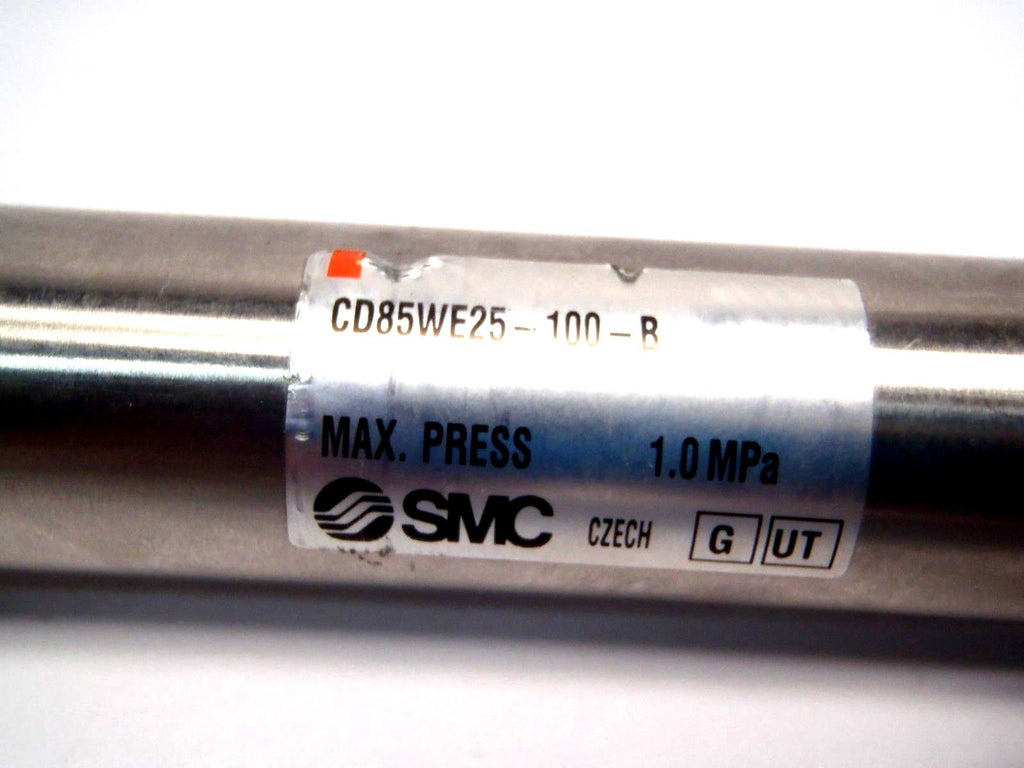 CD85WE25-100-B
MAX. PRESS 1.0 MPa
SMC CZECH G UT